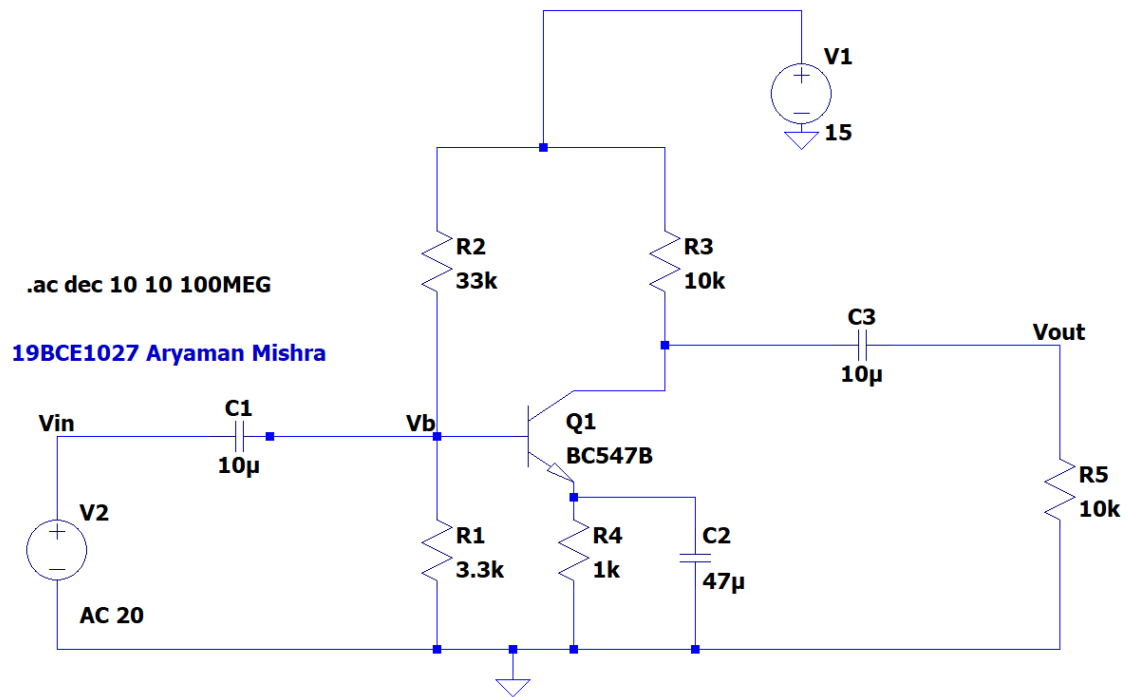 V1
15
R2
33k
R3
10k
.ac dec 10 10 100MEG
19BCE1027 Aryaman Mishra
C3
10µ
Vout
Vin
C1
10µ
Vb
Q1
BC547B
V2
AC 20
R1
3.3k
R4
1k
C2
47µ
R5
10k